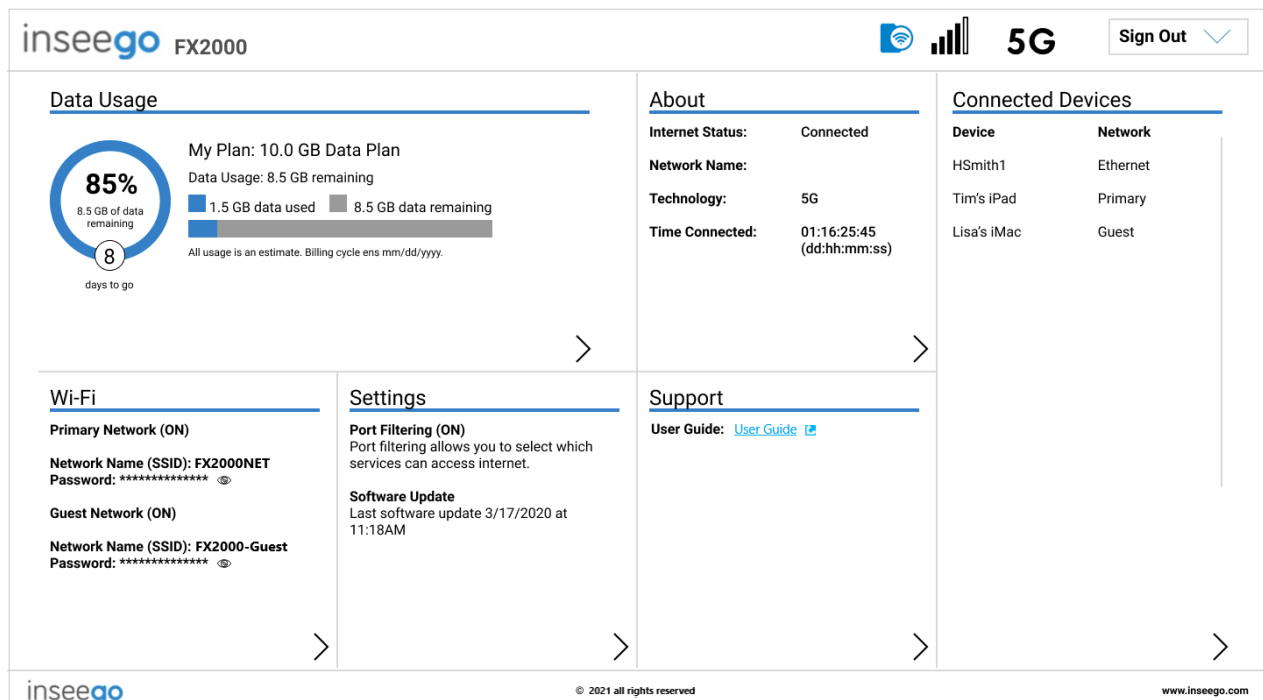 inseego FX2000
5G
Sign Out
Data Usage
85%
8.5 GB of data
remaining
8
days to go
My Plan: 10.0 GB Data Plan
Data Usage: 8.5 GB remaining
1.5 GB data used 8.5 GB data remaining
All usage is an estimate. Billing cycle ens mm/dd/yyyy.
About
Internet Status: Connected
Network Name:
Technology: 5G
Time Connected: 01:16:25:45
(dd:hh:mm:ss)
Connected Devices
Device Network
HSmith1 Ethernet
Tim's iPad Primary
Lisa's iMac Guest
Wi-Fi
Primary Network (ON)
Network Name (SSID): FX2000NET
Password: **************
Guest Network (ON)
Network Name (SSID): FX2000-Guest
Password: **************
Settings
Port Filtering (ON)
Port filtering allows you to select which
services can access internet.
Software Update
Last software update 3/17/2020 at
11:18AM
Support
User Guide: User Guide
inseego
© 2021 all rights reserved
www.inseego.com